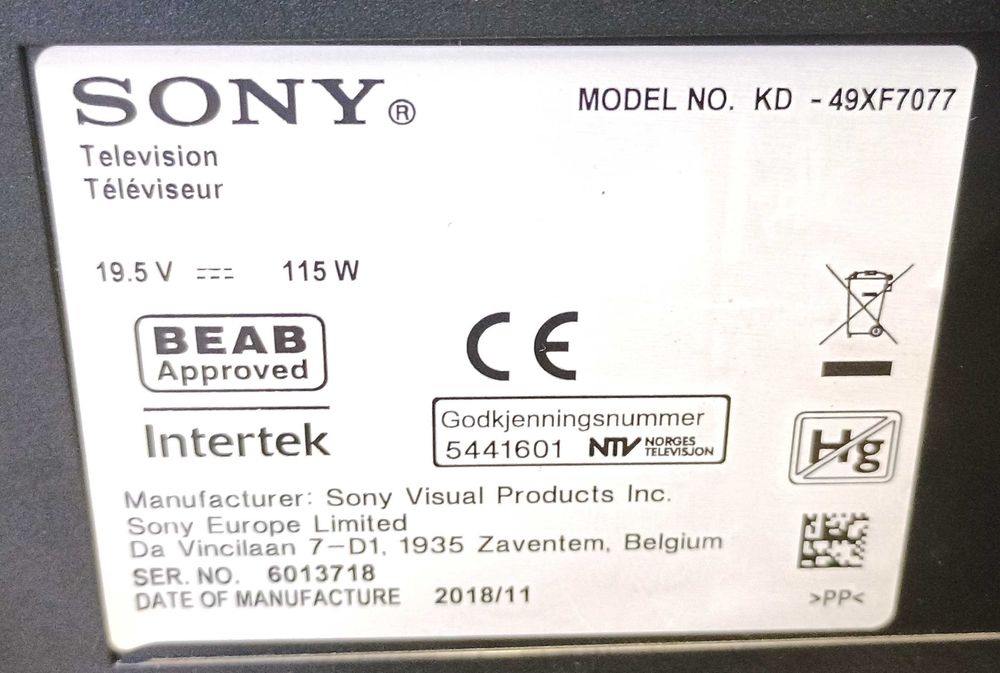 SONY®
MODEL NO. KD - 49XF7077
Television
Téléviseur
19.5 V ⎓ 115 W
BEAB
Approved
Intertek
CE
Godkjenningsnummer
5441601 NTV NORGES TELEVISJON
Hg
Manufacturer: Sony Visual Products Inc.
Sony Europe Limited
Da Vincilaan 7-D1, 1935 Zaventem, Belgium
SER. NO. 6013718
DATE OF MANUFACTURE 2018/11
>PP<